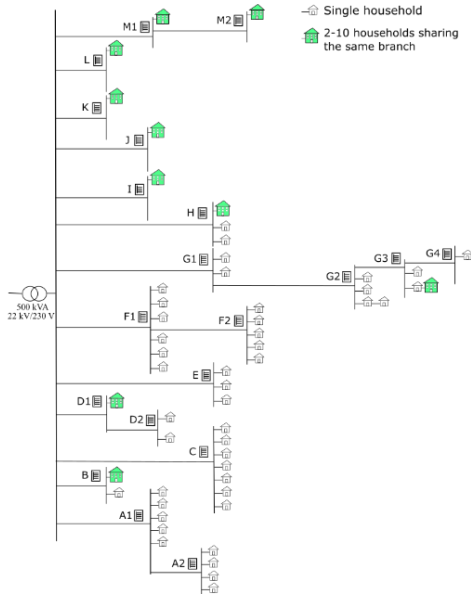 M1
M2
Single household
2-10 households sharing
the same branch
L
K
J
I
H
G1
G2
G3
G4
500 kVA
22 kV/230 V
F1
F2
E
D1
D2
C
B
A1
A2